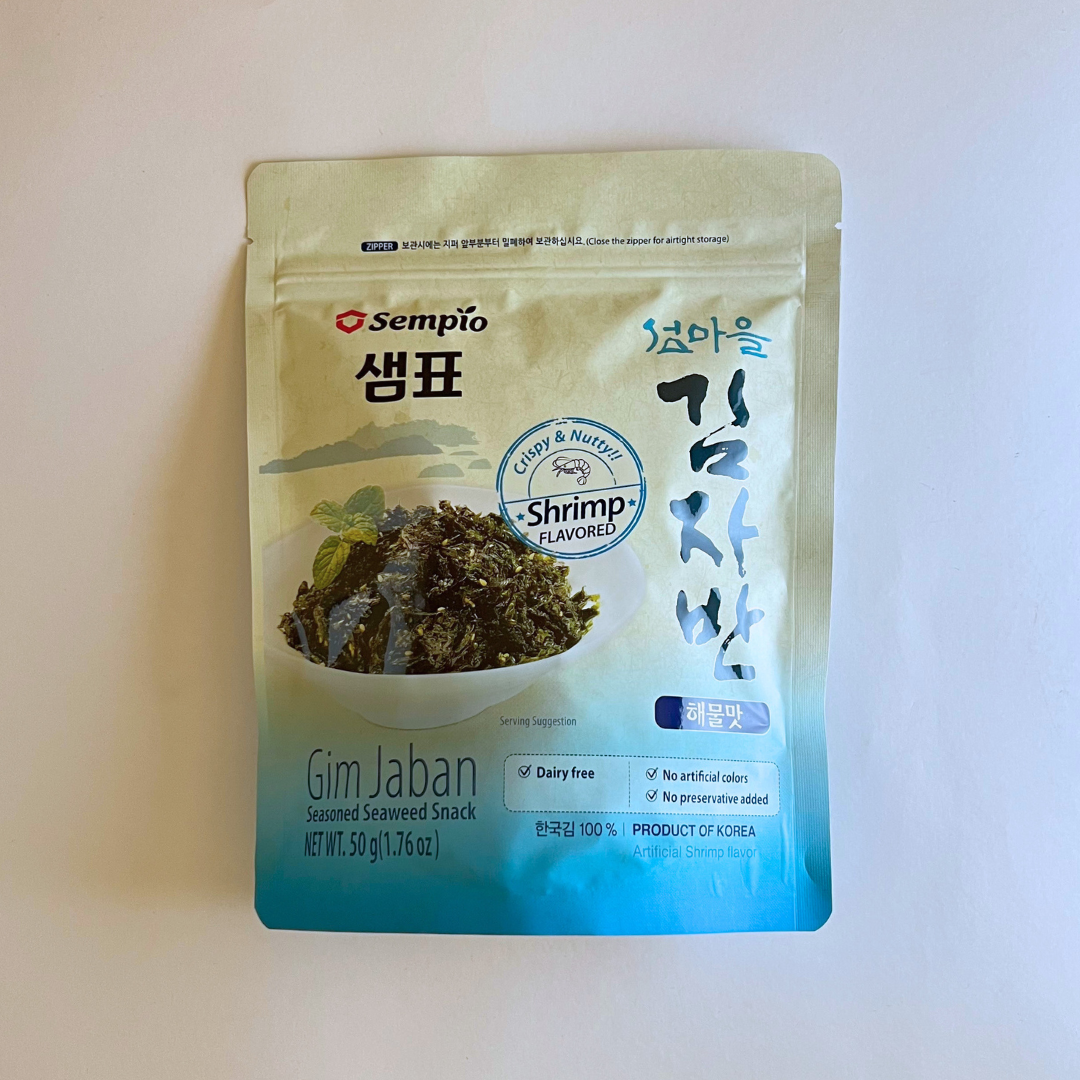 ZIPPER 보관시에는 지퍼 앞부분부터 밀폐하여 보관하십시요.(Close the zipper for airtight storage)
Sempio
샘표
섬마을
김자반
해물맛
Crispy & Nutty!!
Shrimp
FLAVORED
Serving Suggestion
Gim Jaban
Seasoned Seaweed Snack
NET WT. 50 g(1.76 oz)
Dairy free
No artificial colors
No preservative added
한국김 100 % | PRODUCT OF KOREA
Artificial Shrimp flavor